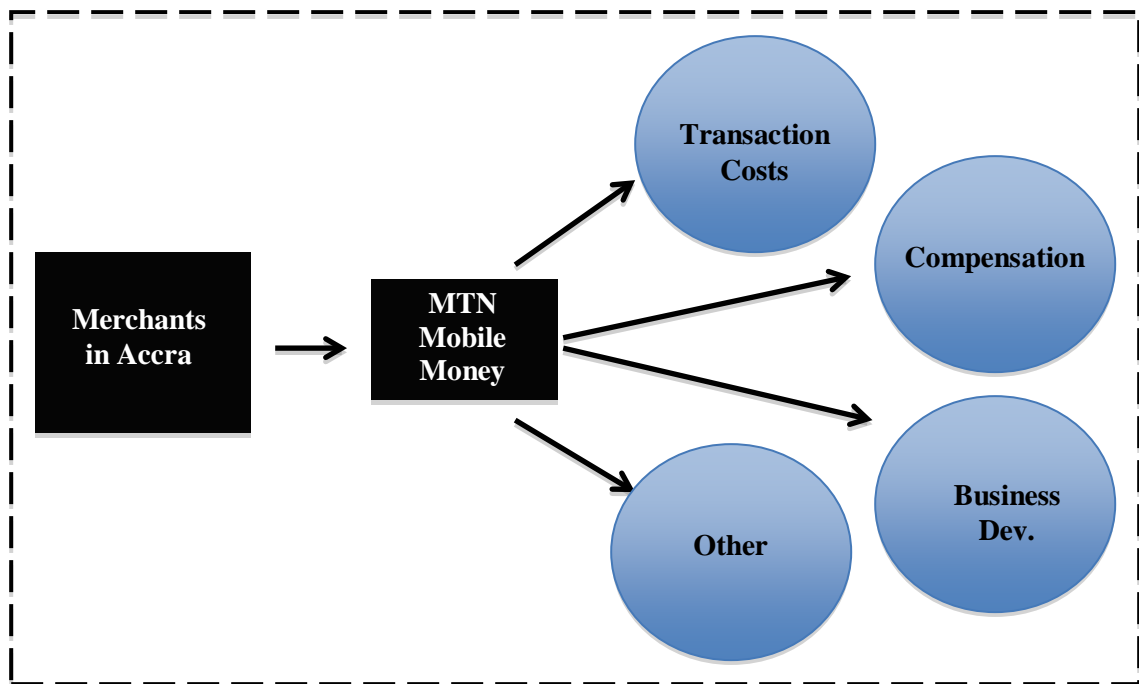 Merchants
in Accra
MTN
Mobile
Money
Transaction
Costs
Compensation
Business
Dev.
Other